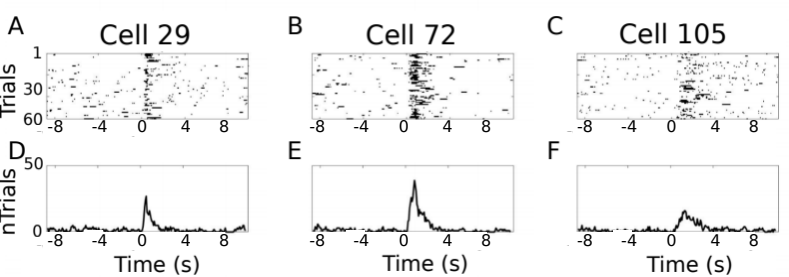 A B C
Cell 29 Cell 72 Cell 105
Trials
1
30
60
-8 -4 0 4 8 -8 -4 0 4 8 -8 -4 0 4 8
D E F
nTrials
50
0
-8 -4 0 4 8 -8 -4 0 4 8 -8 -4 0 4 8
Time (s) Time (s) Time (s)